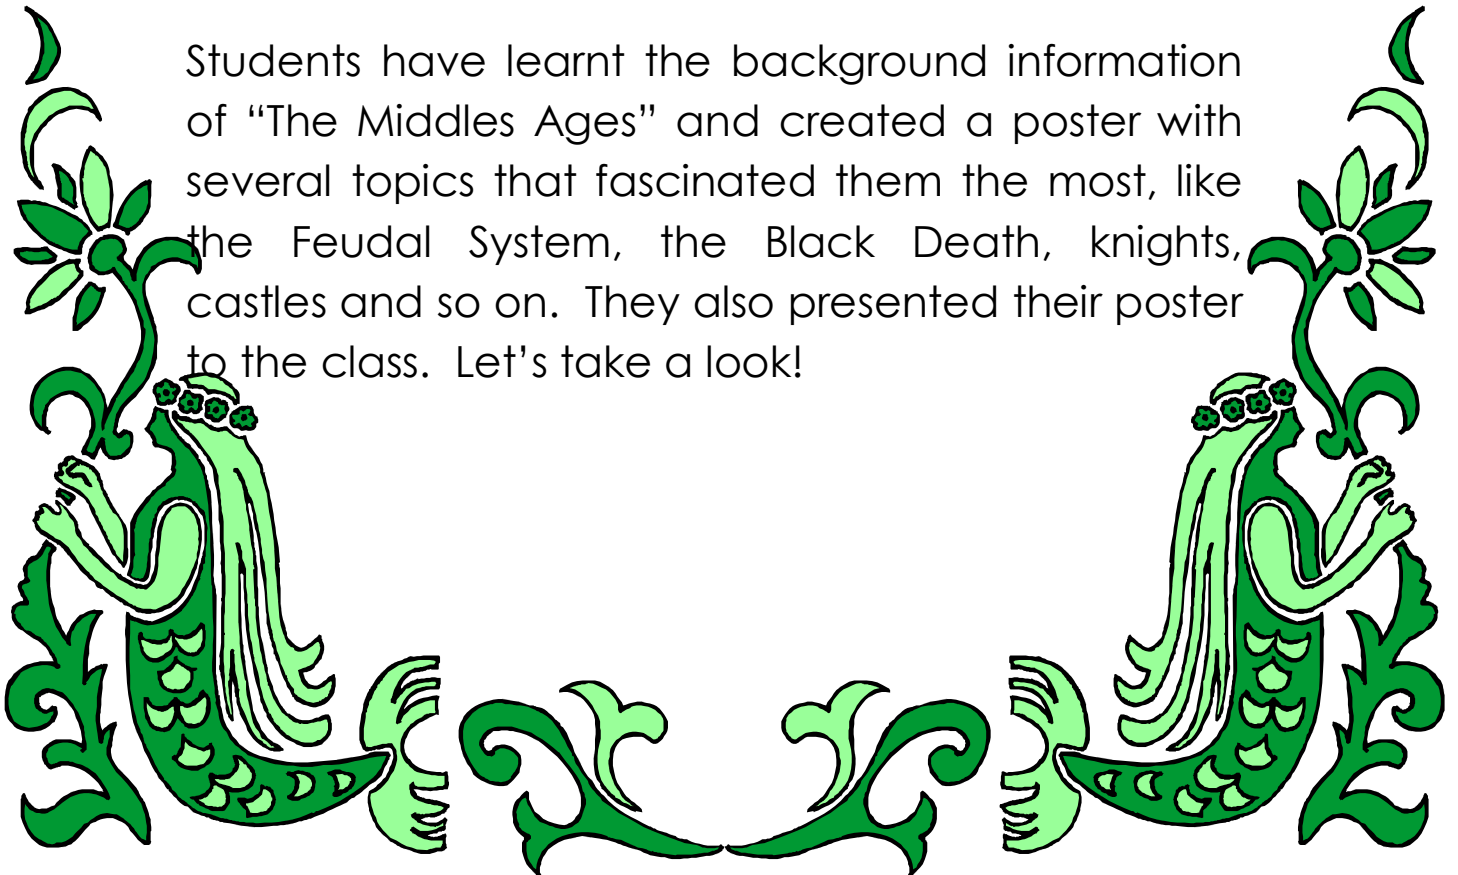 Students have learnt the background information
of “The Middles Ages” and created a poster with
several topics that fascinated them the most, like
the Feudal System, the Black Death, knights,
castles and so on.  They also presented their poster
to the class.  Let’s take a look!